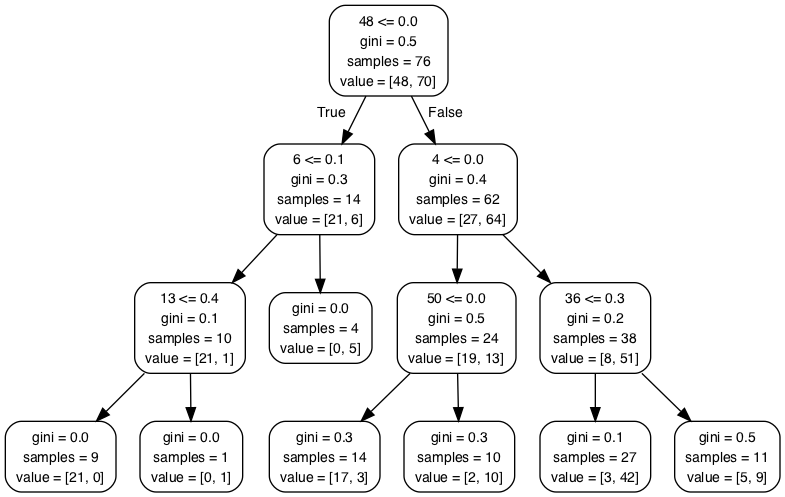 48 <= 0.0
gini = 0.5
samples = 76
value = [48, 70]
True
False
6 <= 0.1
gini = 0.3
samples = 14
value = [21, 6]
4 <= 0.0
gini = 0.4
samples = 62
value = [27, 64]
13 <= 0.4
gini = 0.1
samples = 10
value = [21, 1]
gini = 0.0
samples = 4
value = [0, 5]
50 <= 0.0
gini = 0.5
samples = 24
value = [19, 13]
36 <= 0.3
gini = 0.2
samples = 38
value = [8, 51]
gini = 0.0
samples = 9
value = [21, 0]
gini = 0.0
samples = 1
value = [0, 1]
gini = 0.3
samples = 14
value = [17, 3]
gini = 0.3
samples = 10
value = [2, 10]
gini = 0.1
samples = 27
value = [3, 42]
gini = 0.5
samples = 11
value = [5, 9]